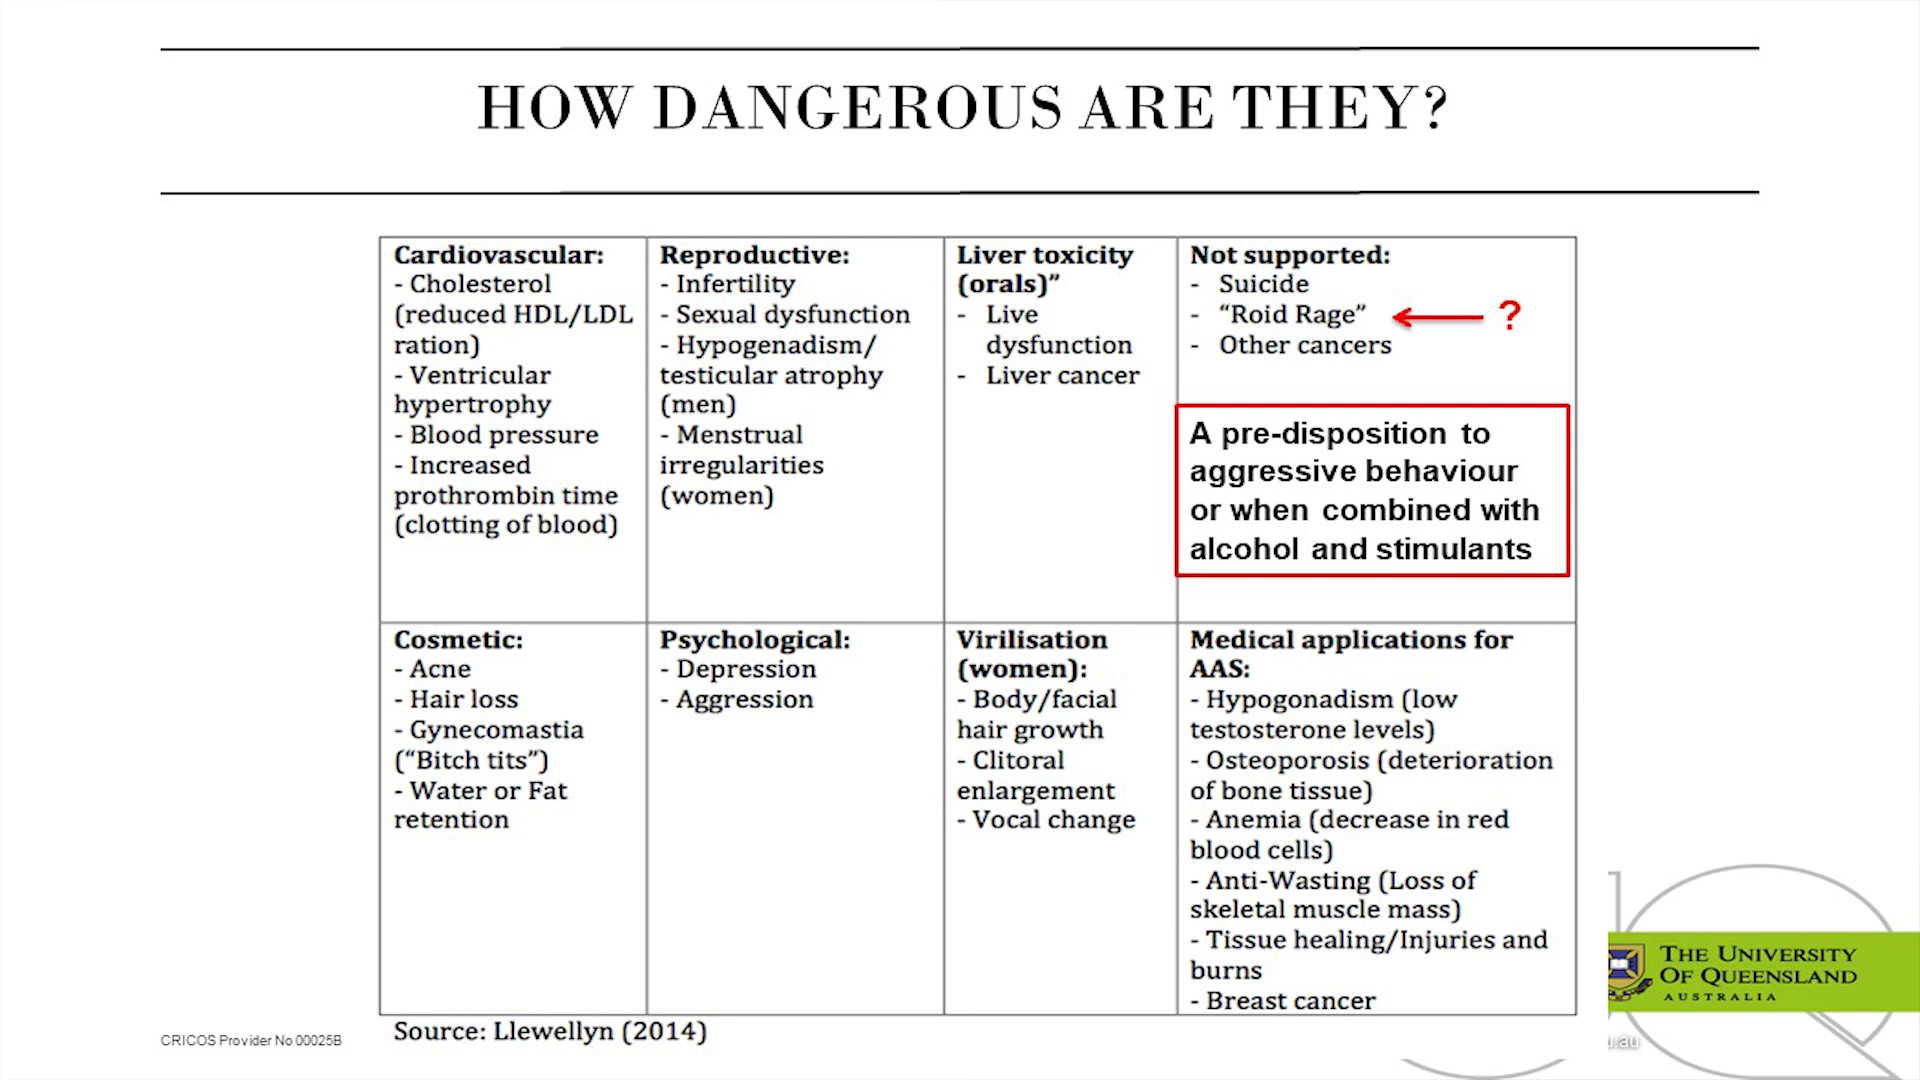 HOW DANGEROUS ARE THEY?
Cardiovascular:
- Cholesterol
(reduced HDL/LDL
ration)
- Ventricular
hypertrophy
- Blood pressure
- Increased
prothrombin time
(clotting of blood)
Reproductive:
- Infertility
- Sexual dysfunction
- Hypogenadism/
testicular atrophy
(men)
- Menstrual
irregularities
(women)
Liver toxicity
(orals)”
- Live
dysfunction
- Liver cancer
Not supported:
- Suicide
- “Roid Rage” ?
- Other cancers
A pre-disposition to
aggressive behaviour
or when combined with
alcohol and stimulants
Cosmetic:
- Acne
- Hair loss
- Gynecomastia
(“Bitch tits”)
- Water or Fat
retention
Psychological:
- Depression
- Aggression
Virilisation
(women):
- Body/facial
hair growth
- Clitoral
enlargement
- Vocal change
Medical applications for
AAS:
- Hypogonadism (low
testosterone levels)
- Osteoporosis (deterioration
of bone tissue)
- Anemia (decrease in red
blood cells)
- Anti-Wasting (Loss of
skeletal muscle mass)
- Tissue healing/Injuries and
burns
- Breast cancer
Source: Llewellyn (2014)
CRICOS Provider No 00025B
THE UNIVERSITY
OF QUEENSLAND
AUSTRALIA